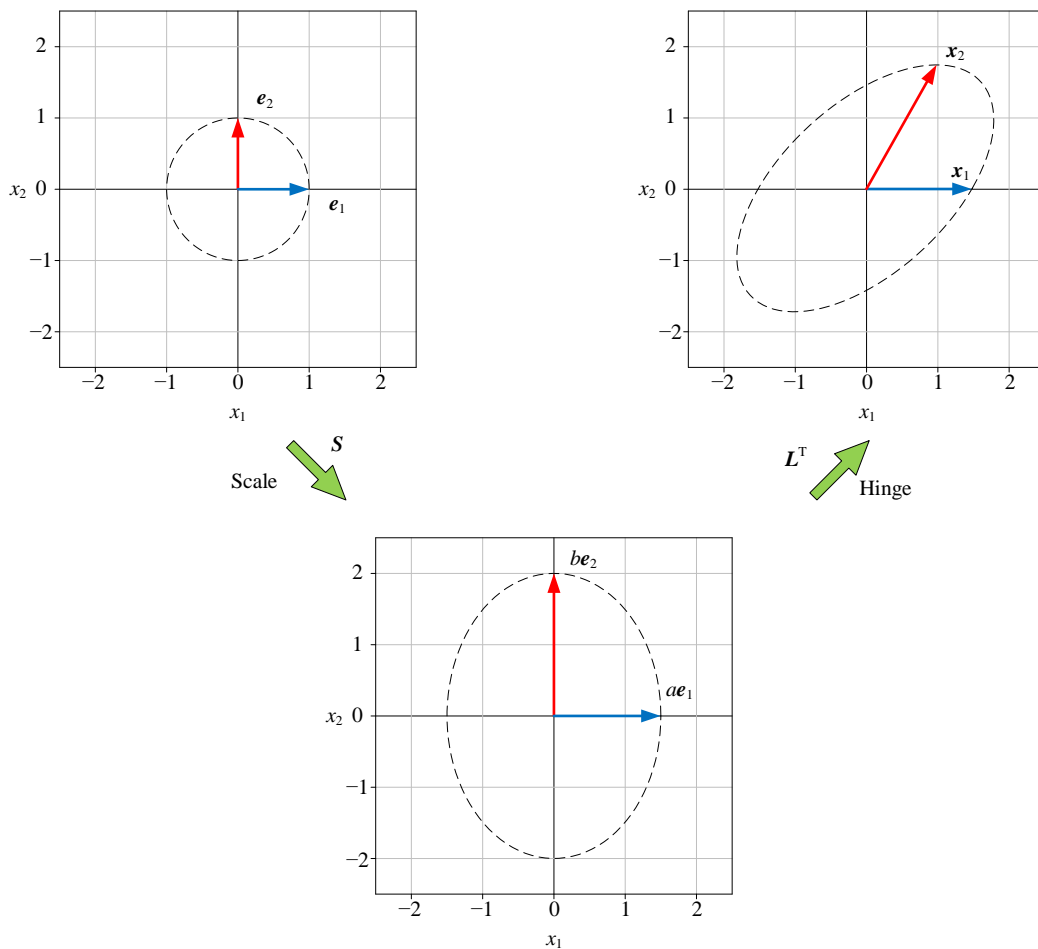 2
1
x₂ 0
−1
−2
−2 −1 0 1 2
x₁
e₂
e₁
2
1
x₂ 0
−1
−2
−2 −1 0 1 2
x₁
x₂
x₁
S
Scale
Lᵀ
Hinge
2
1
x₂ 0
−1
−2
−2 −1 0 1 2
x₁
be₂
ae₁